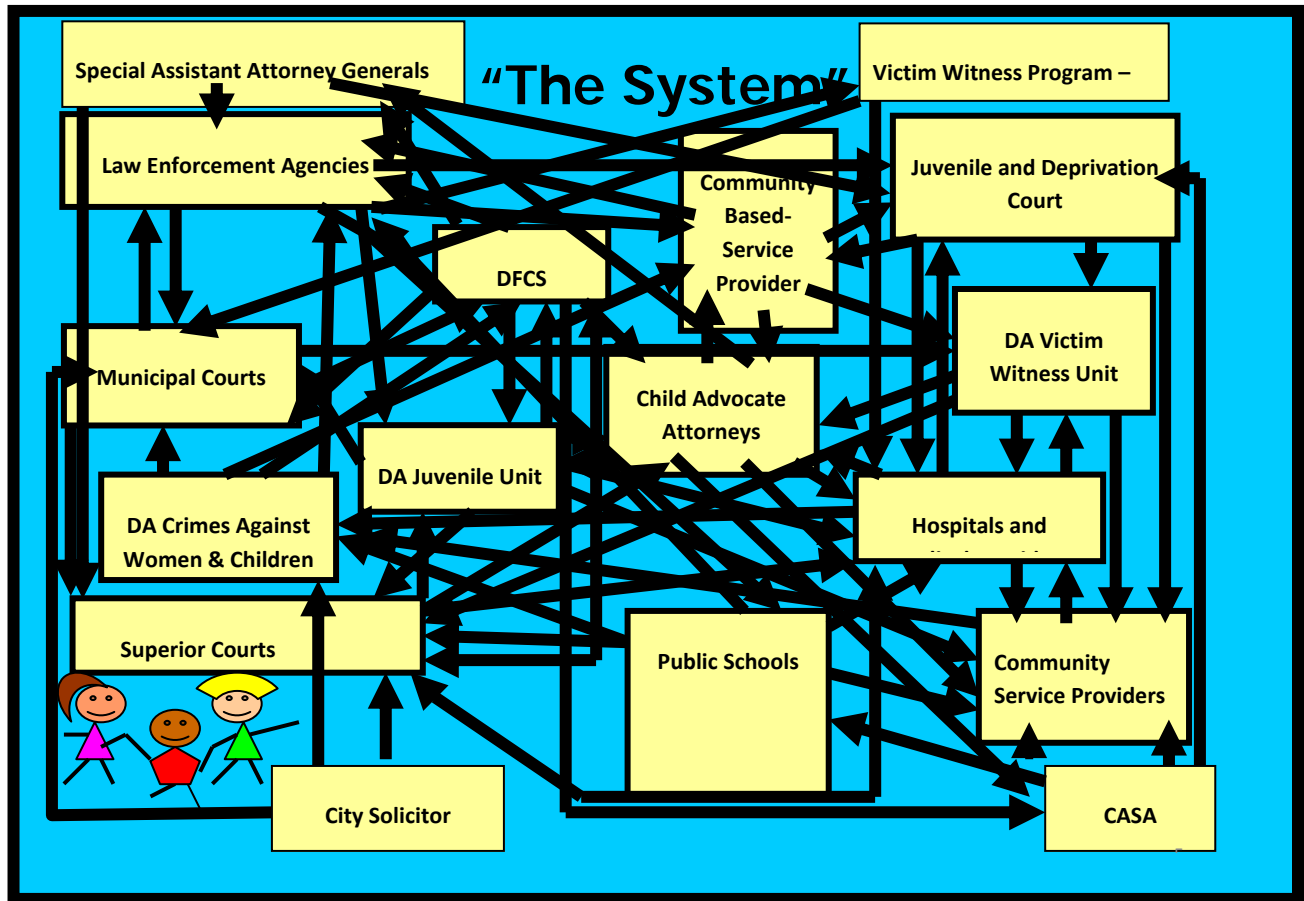 Special Assistant Attorney Generals
“The System”
Victim Witness Program –
Law Enforcement Agencies
Community
Based-
Service
Provider
Juvenile and Deprivation
Court
DFCS
DA Victim
Witness Unit
Municipal Courts
Child Advocate
Attorneys
DA Juvenile Unit
DA Crimes Against
Women & Children
Hospitals and
Superior Courts
Public Schools
Community
Service Providers
City Solicitor
CASA